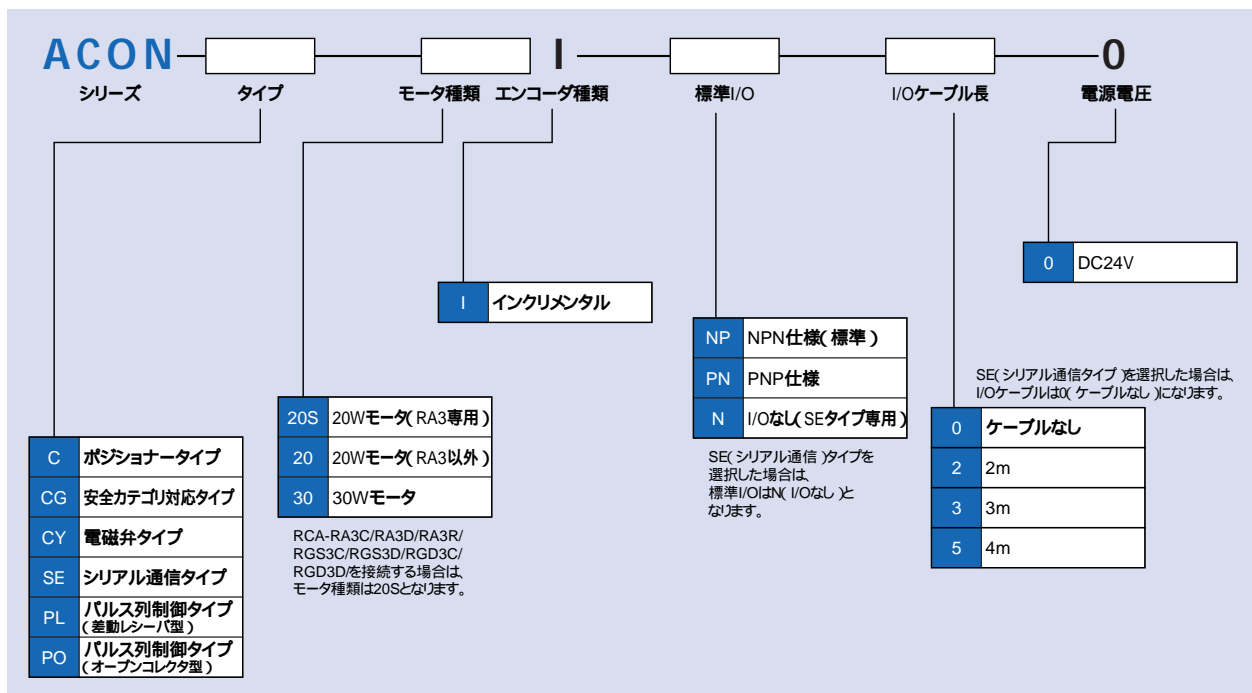 ACON I 0
シリーズ タイプ モータ種類 エンコーダ種類 標準I/O I/Oケーブル長 電源電圧
0 DC24V
I インクリメンタル
NP NPN仕様(標準)
PN PNP仕様
N I/Oなし(SEタイプ専用)
SE(シリアル通信)タイプを
選択した場合は、
標準I/OはN(I/Oなし)と
なります。
SE(シリアル通信タイプ)を選択した場合は、
I/Oケーブルは0(ケーブルなし)になります。
0 ケーブルなし
2 2m
3 3m
5 4m
20S 20Wモータ(RA3専用)
20 20Wモータ(RA3以外)
30 30Wモータ
RCA-RA3C/RA3D/RA3R/
RGS3C/RGS3D/RGD3C/
RGD3D/を接続する場合は、
モータ種類は20Sとなります。
C ポジショナータイプ
CG 安全カテゴリ対応タイプ
CY 電磁弁タイプ
SE シリアル通信タイプ
PL パルス列制御タイプ
(差動レシーバ型)
PO パルス列制御タイプ
(オープンコレクタ型)